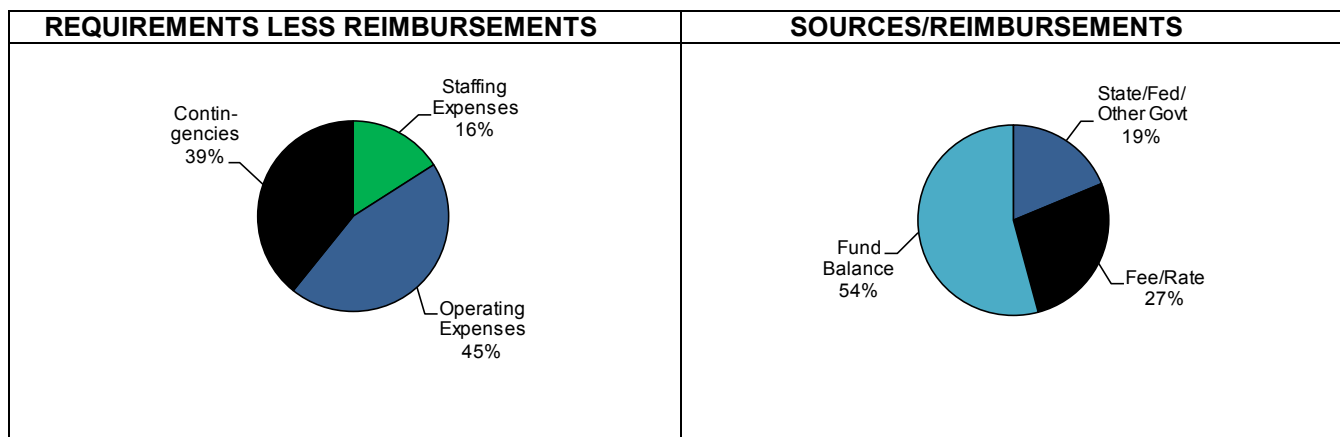 REQUIREMENTS LESS REIMBURSEMENTS
Contin-
gencies
39%
Staffing
Expenses
16%
Operating
Expenses
45%
SOURCES/REIMBURSEMENTS
State/Fed/
Other Govt
19%
Fund
Balance
54%
Fee/Rate
27%